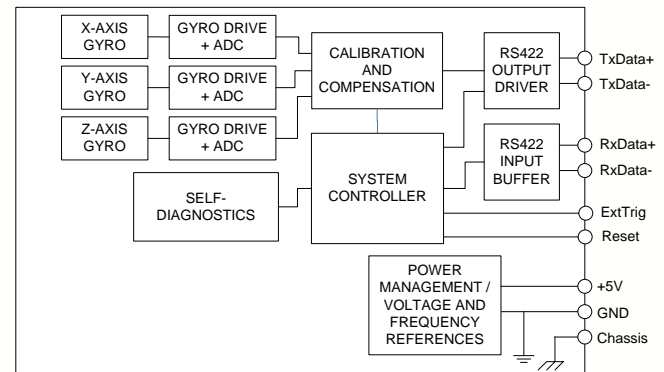 X-AXIS
GYRO
GYRO DRIVE
+ ADC
Y-AXIS
GYRO
GYRO DRIVE
+ ADC
Z-AXIS
GYRO
GYRO DRIVE
+ ADC
CALIBRATION
AND
COMPENSATION
RS422
OUTPUT
DRIVER
TxData+
TxData-
SELF-
DIAGNOSTICS
SYSTEM
CONTROLLER
RS422
INPUT
BUFFER
RxData+
RxData-
ExtTrig
Reset
POWER
MANAGEMENT /
VOLTAGE AND
FREQUENCY
REFERENCES
+5V
GND
Chassis